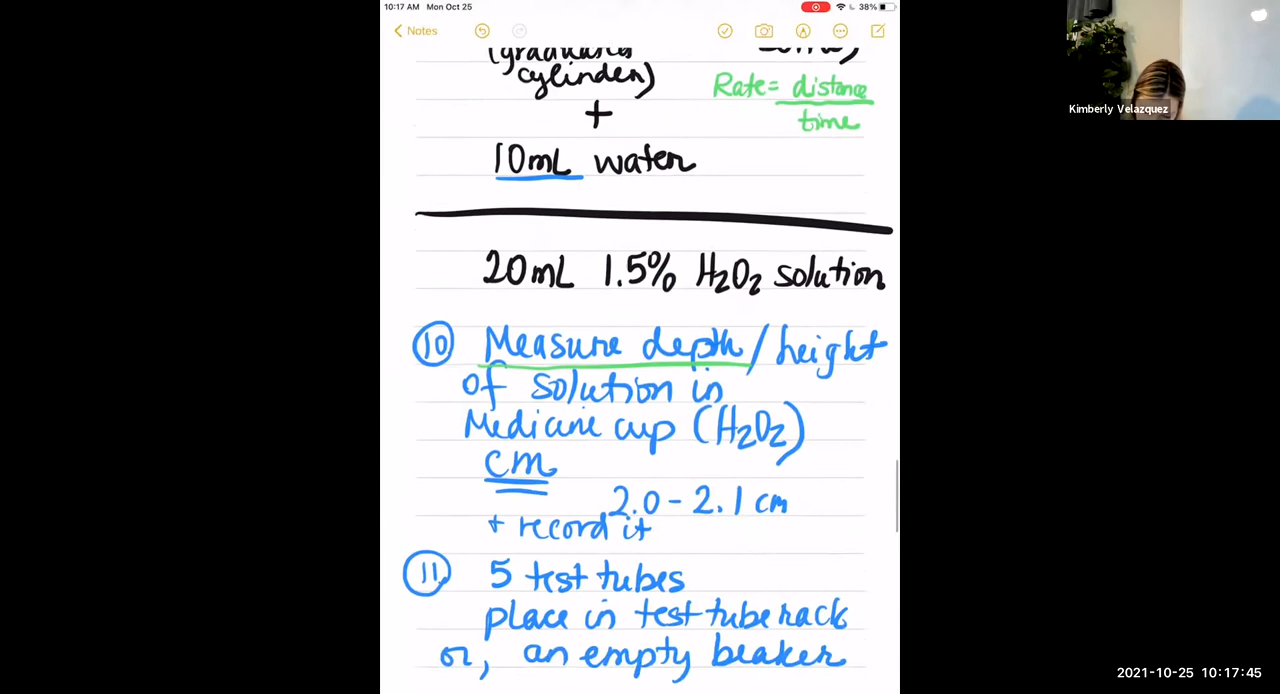 10:17 AM Mon Oct 25
38%
Notes
(graduated
cylinder)
Rate = distance
time
+
10mL water
20mL 1.5% H2O2 solution
10 Measure depth/height
of solution in
Medicine cup (H2O2)
cm
2.0 - 2.1 cm
+ record it
11. 5 test tubes
place in test tube rack
or, an empty beaker
Kimberly Velazquez
2021-10-25 10:17:45